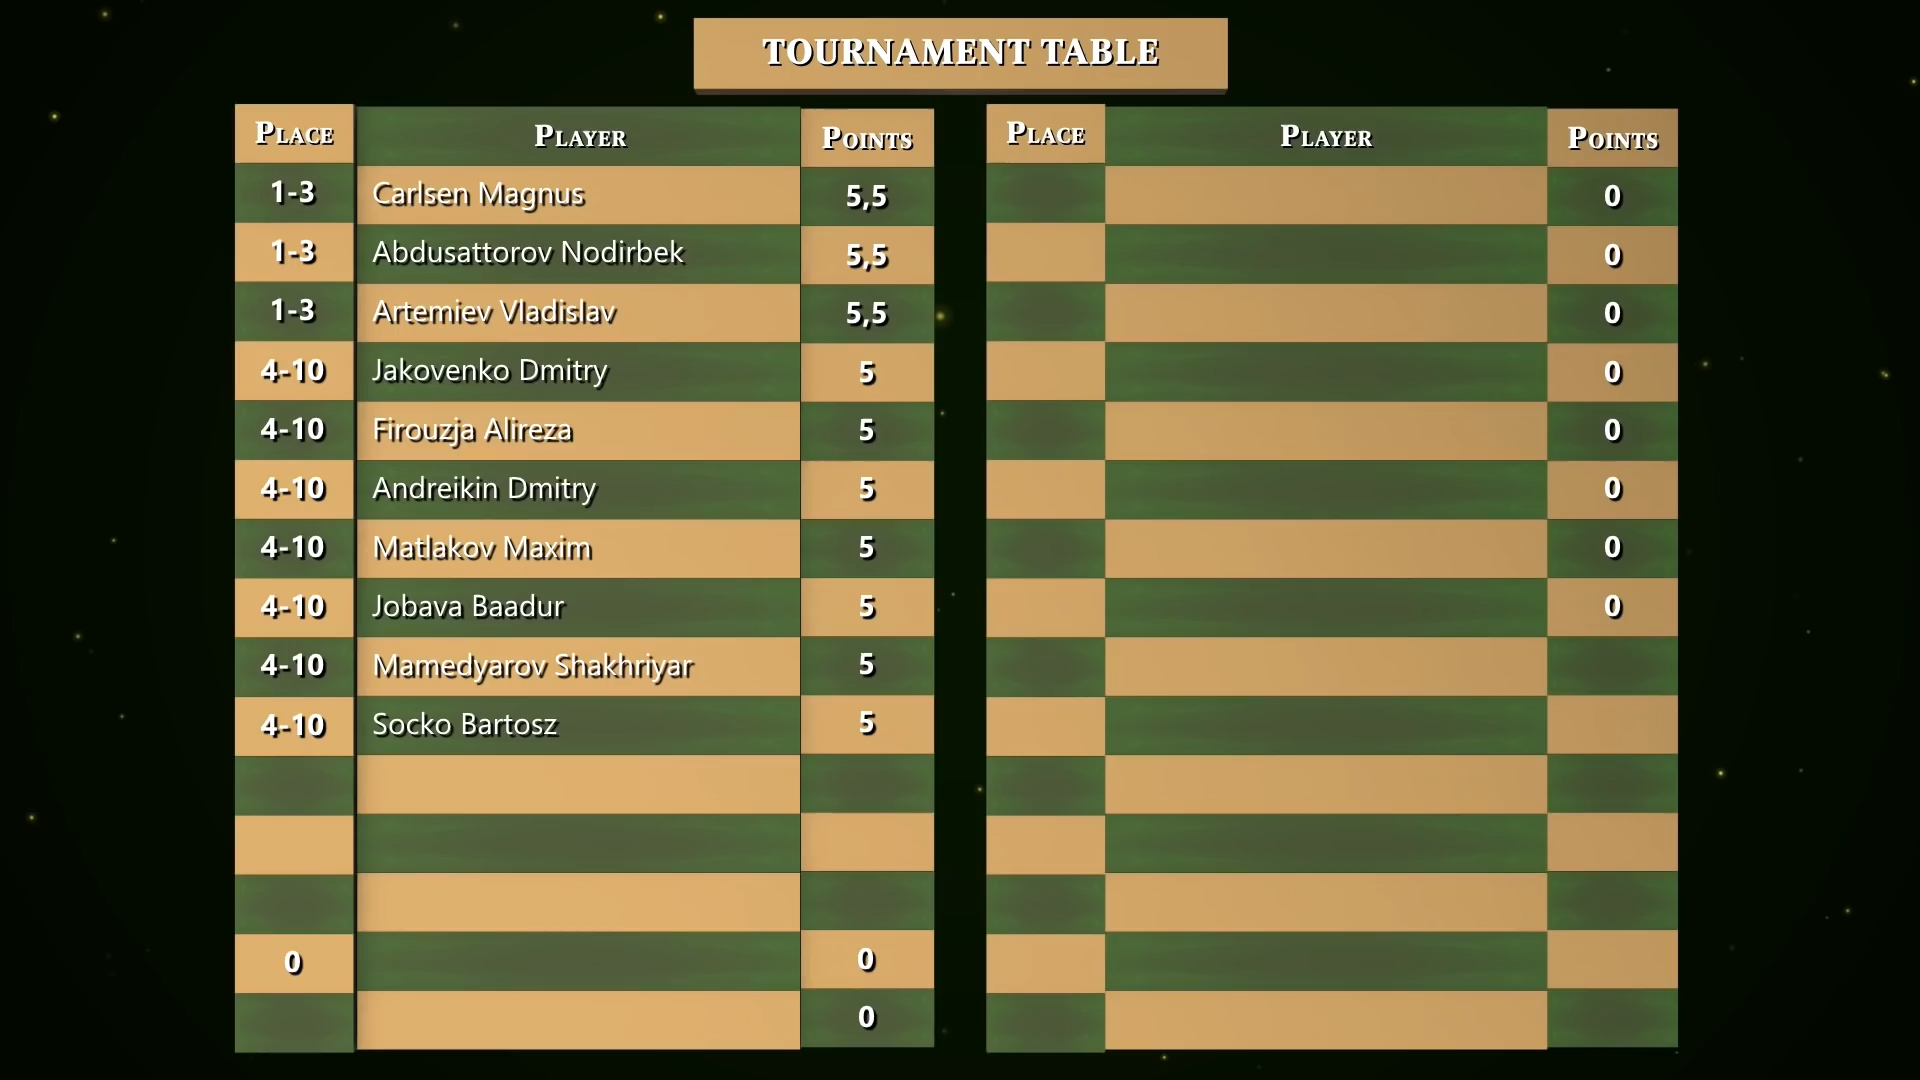 TOURNAMENT TABLE
PLACE PLAYER POINTS
1-3 Carlsen Magnus 5,5
1-3 Abdusattorov Nodirbek 5,5
1-3 Artemiev Vladislav 5,5
4-10 Jakovenko Dmitry 5
4-10 Firouzja Alireza 5
4-10 Andreikin Dmitry 5
4-10 Matlakov Maxim 5
4-10 Jobava Baadur 5
4-10 Mamedyarov Shakhriyar 5
4-10 Socko Bartosz 5
0 0
0
PLACE PLAYER POINTS
0
0
0
0
0
0
0
0